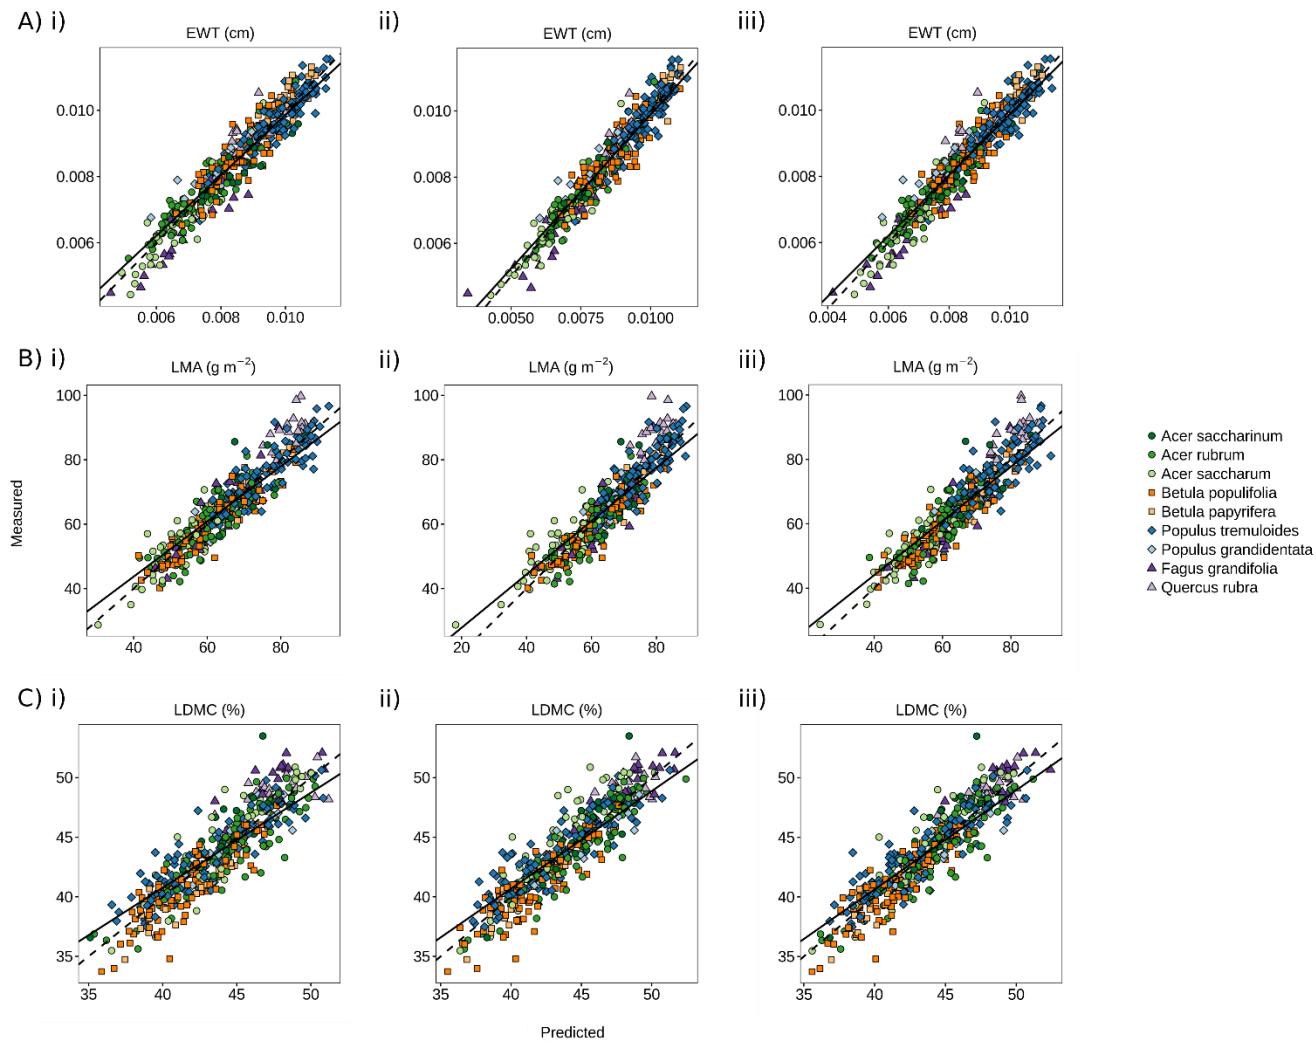 A) i)
ii)
iii)
EWT (cm)
EWT (cm)
EWT (cm)
0.010
0.008
0.006
0.010
0.008
0.006
0.010
0.008
0.006
0.006 0.008 0.010
0.0050 0.0075 0.0100
0.004 0.006 0.008 0.010
B) i)
ii)
iii)
LMA (g m⁻²)
LMA (g m⁻²)
LMA (g m⁻²)
100
80
60
40
100
80
60
40
100
80
60
40
40 60 80
20 40 60 80
40 60 80
Measured
Acer saccharinum
Acer rubrum
Acer saccharum
Betula populifolia
Betula papyrifera
Populus tremuloides
Populus grandidentata
Fagus grandifolia
Quercus rubra
C) i)
ii)
iii)
LDMC (%)
LDMC (%)
LDMC (%)
50
45
40
35
50
45
40
35
50
45
40
35
35 40 45 50
35 40 45 50
35 40 45 50
Predicted